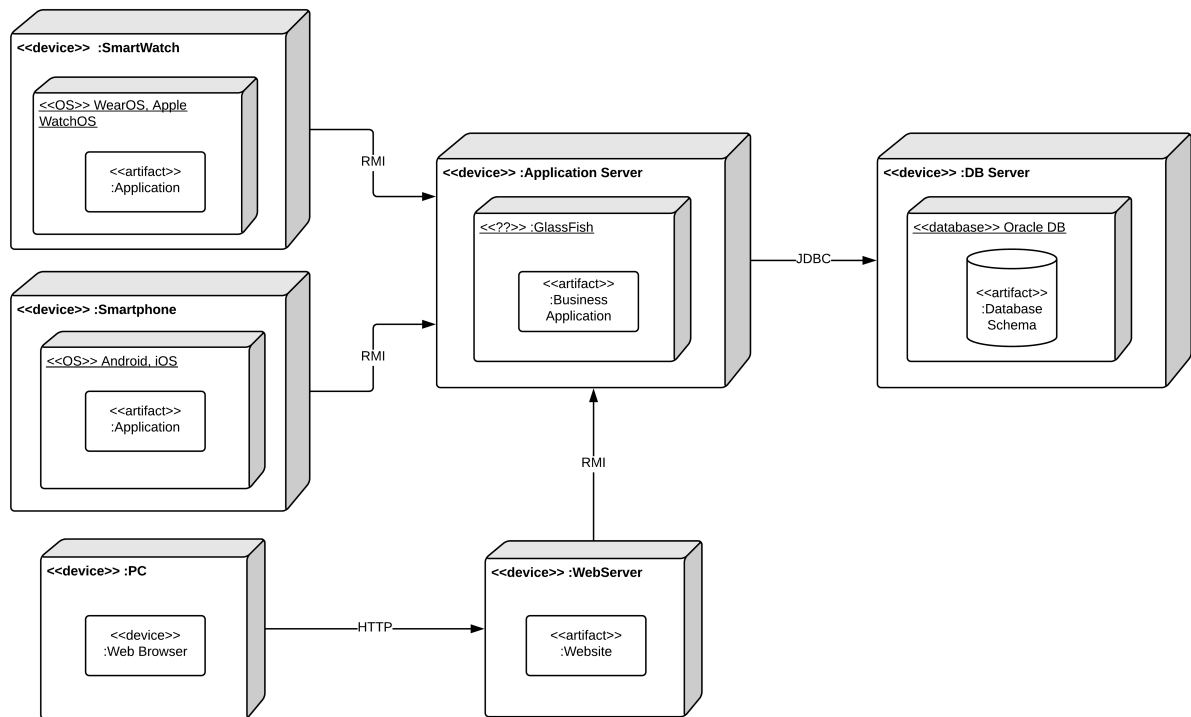 <<device>>  :SmartWatch
<<OS>> WearOS, Apple
WatchOS
<<artifact>>
:Application
RMI
<<device>> :Application Server
<<??>> :GlassFish
<<artifact>>
:Business
Application
JDBC
<<device>> :DB Server
<<database>> Oracle DB
<<artifact>>
:Database
Schema
<<device>> :Smartphone
<<OS>> Android, iOS
<<artifact>>
:Application
RMI
RMI
<<device>> :PC
<<device>>
:Web Browser
HTTP
<<device>> :WebServer
<<artifact>>
:Website